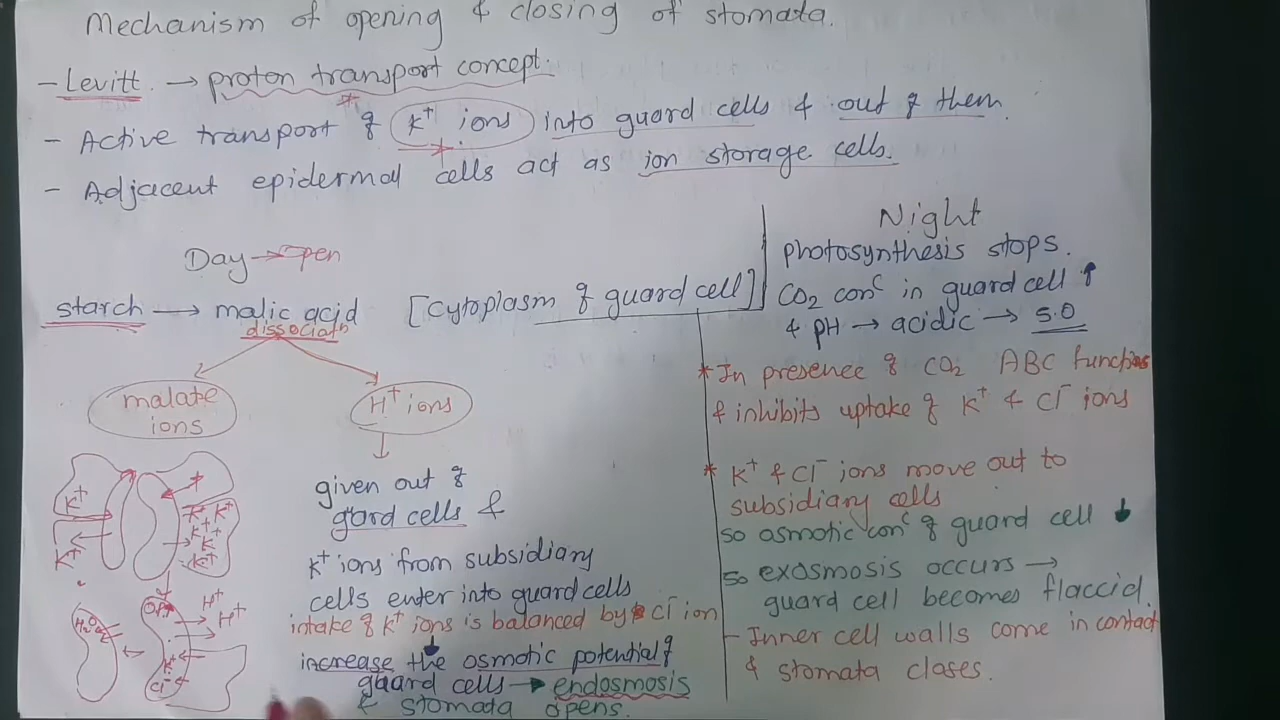 Mechanism of opening & closing of stomata.
- Levitt. → proton transport concept.
- Active transport of K+ ions into guard cells & out of them.
- Adjacent epidermal cells act as ion storage cells.
Day → Open
starch → malic acid [cytoplasm of guard cell]
dissociatn
malate
ions
H+ ions
given out of
gard cells &
K+ ions from subsidiary
cells enter into guard cells
intake of K+ ions is balanced by Cl- ion
increase the osmotic potential of
guard cells → endosmosis
& stomata opens.
K+
K+
K+ K+
K+
K
K+
H2O
H+
H+
K+
Cl-
Night
photosynthesis stops.
CO2 conc in guard cell ↑
& pH → acidic → 5.0
* In presence of CO2 ABC functions
& inhibits uptake of K+ & Cl- ions
* K+ & Cl- ions move out to
subsidiary cells
so osmotic conc of guard cell ↓
so exosmosis occurs →
guard cell becomes flaccid.
- Inner cell walls come in contact
& stomata closes.